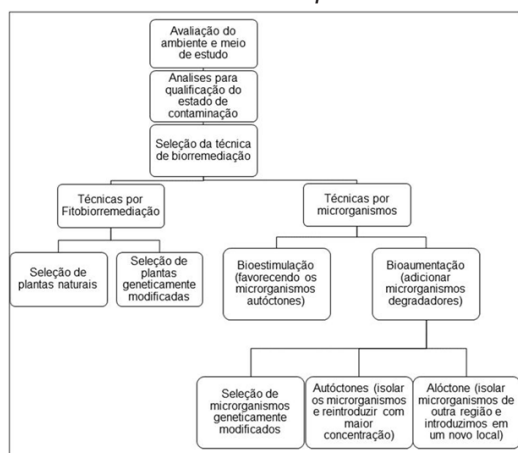 Avaliação do
ambiente e meio
de estudo
Analises para
qualificação do
estado de
contaminação
Seleção da técnica
de biorremediação
Técnicas por
Fitobiorremediação
Técnicas por
microrganismos
Seleção de
plantas naturais
Seleção de
plantas
geneticamente
modificadas
Bioestimulação
(favorecendo os
microrganismos
autóctones)
Bioaumentação
(adicionar
microrganismos
degradadores)
Seleção de
microrganismos
geneticamente
modificados
Autóctones (isolar
os microrganismos
e reintroduzir com
maior
concentração)
Alóctone (isolar
microrganismos de
outra região e
introduzimos em
um novo local)